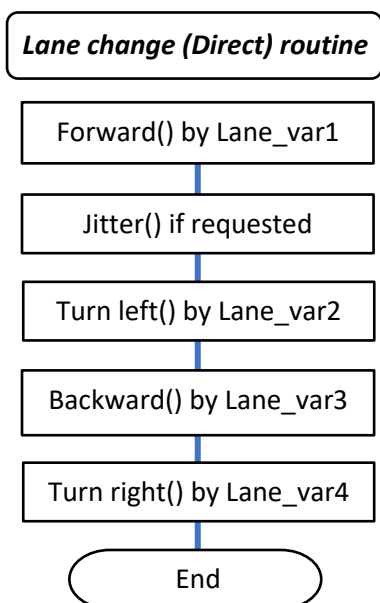 Lane change (Direct) routine
Forward() by Lane_var1
Jitter() if requested
Turn left() by Lane_var2
Backward() by Lane_var3
Turn right() by Lane_var4
End